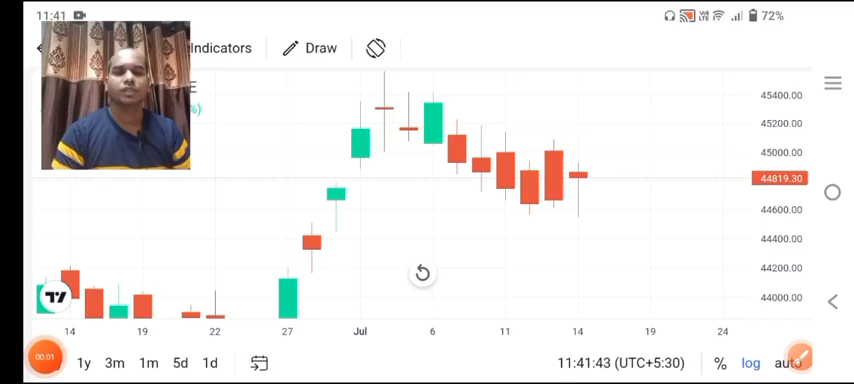 11:41 72%
Indicators Draw
E
%)
45400.00
45200.00
45000.00
44819.30
44600.00
44400.00
44200.00
44000.00
14 19 22 27 Jul 6 11 14 19 24
00:01 1y 3m 1m 5d 1d 11:41:43 (UTC+5:30) % log auto